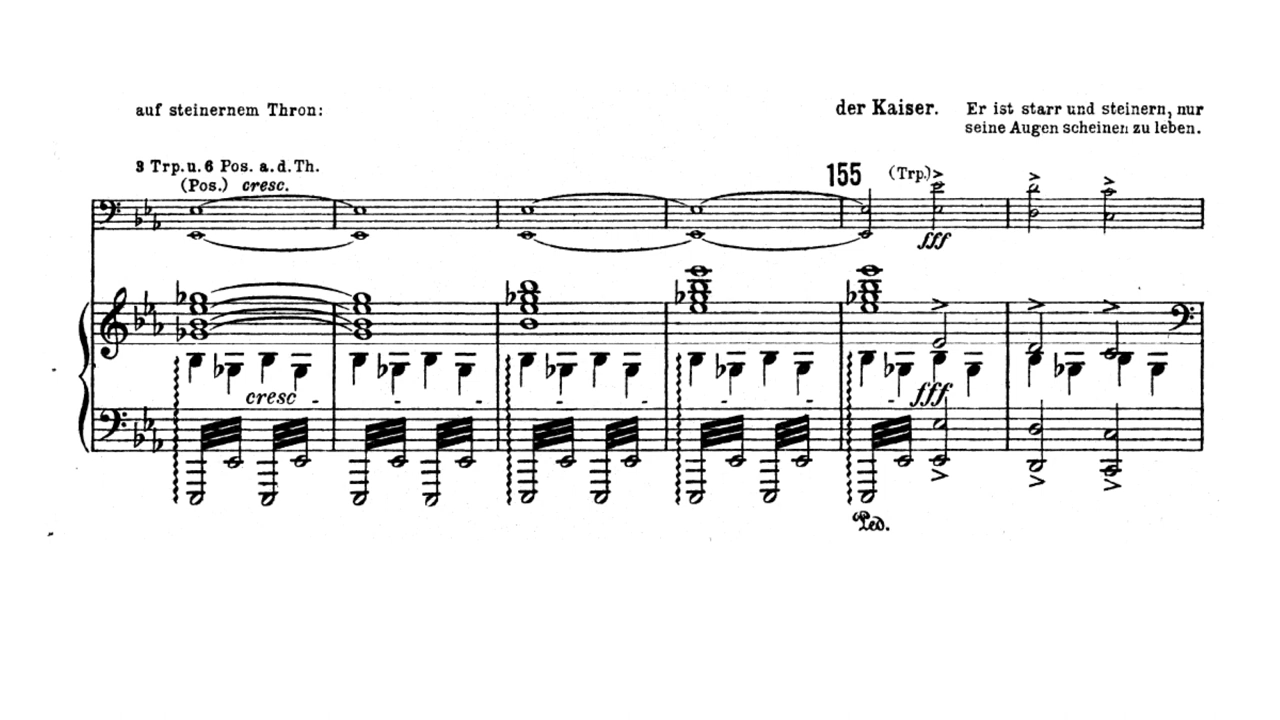 auf steinernem Thron:
der Kaiser. Er ist starr und steinern, nur
seine Augen scheinen zu leben.
3 Trp. u. 6 Pos. a. d. Th.
(Pos.) cresc.
155 (Trp.)
fff
cresc - - - - - - -
fff
Ped.